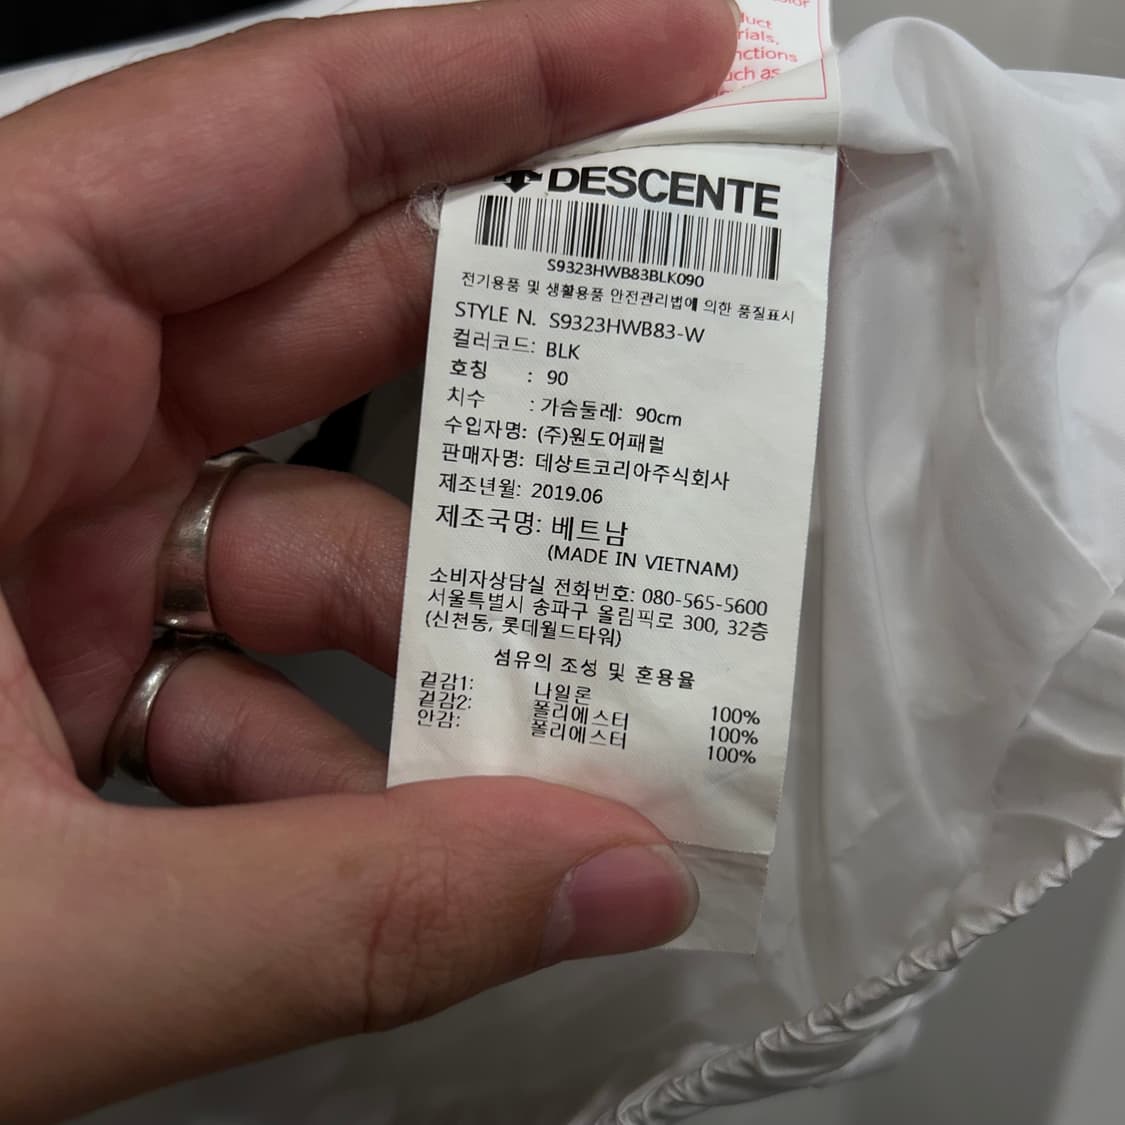 duct
rials,
nctions
uch as
DESCENTE
S9323HWB83BLK090
전기용품 및 생활용품 안전관리법에 의한 품질표시
STYLE N. S9323HWB83-W
컬러코드: BLK
호칭 : 90
치수 : 가슴둘레: 90cm
수입자명: (주)원도어패럴
판매자명: 데상트코리아주식회사
제조년월: 2019.06
제조국명: 베트남
(MADE IN VIETNAM)
소비자상담실 전화번호: 080-565-5600
서울특별시 송파구 올림픽로 300, 32층
(신천동, 롯데월드타워)
섬유의 조성 및 혼용율
겉감1: 나일론 100%
겉감2: 폴리에스터 100%
안감: 폴리에스터 100%